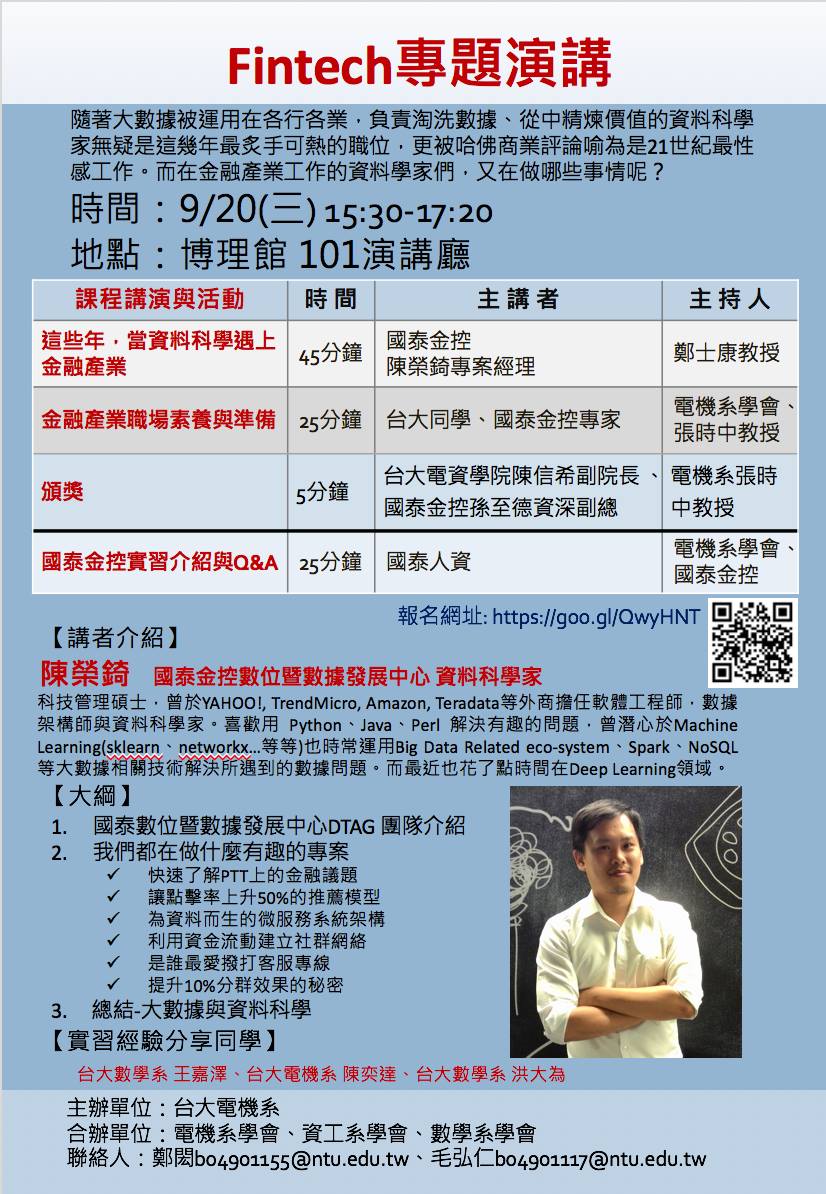 Fintech專題演講
隨著大數據被運用在各行各業，負責淘洗數據、從中精煉價值的資料科學
家無疑是這幾年最炙手可熱的職位，更被哈佛商業評論喻為是21世紀最性
感工作。而在金融產業工作的資料學家們，又在做哪些事情呢？
時間：9/20(三) 15:30-17:20
地點：博理館 101演講廳
課程講演與活動 時間 主講者 主持人
這些年，當資料科學遇上
金融產業
45分鐘
國泰金控
陳榮錡專案經理
鄭士康教授
金融產業職場素養與準備
25分鐘
台大同學、國泰金控專家
電機系學會、
張時中教授
頒獎
5分鐘
台大電資學院陳信希副院長、
國泰金控孫至德資深副總
電機系張時
中教授
國泰金控實習介紹與Q&A
25分鐘
國泰人資
電機系學會、
國泰金控
報名網址: https://goo.gl/QwyHNT
【講者介紹】
陳榮錡 國泰金控數位暨數據發展中心 資料科學家
科技管理碩士，曾於YAHOO!, TrendMicro, Amazon, Teradata等外商擔任軟體工程師，數據
架構師與資料科學家。喜歡用 Python、Java、Perl 解決有趣的問題，曾潛心於Machine
Learning(sklearn、networkx…等等)也時常運用Big Data Related eco-system、Spark、NoSQL
等大數據相關技術解決所遇到的數據問題。而最近也花了點時間在Deep Learning領域。
【大綱】
1. 國泰數位暨數據發展中心DTAG 團隊介紹
2. 我們都在做什麼有趣的專案
✓ 快速了解PTT上的金融議題
✓ 讓點擊率上升50%的推薦模型
✓ 為資料而生的微服務系統架構
✓ 利用資金流動建立社群網絡
✓ 是誰最愛撥打客服專線
✓ 提升10%分群效果的秘密
3. 總結-大數據與資料科學
【實習經驗分享同學】
台大數學系 王嘉澤、台大電機系 陳奕達、台大數學系 洪大為
主辦單位：台大電機系
合辦單位：電機系學會、資工系學會、數學系學會
聯絡人：鄭閎b04901155@ntu.edu.tw、毛弘仁b04901117@ntu.edu.tw